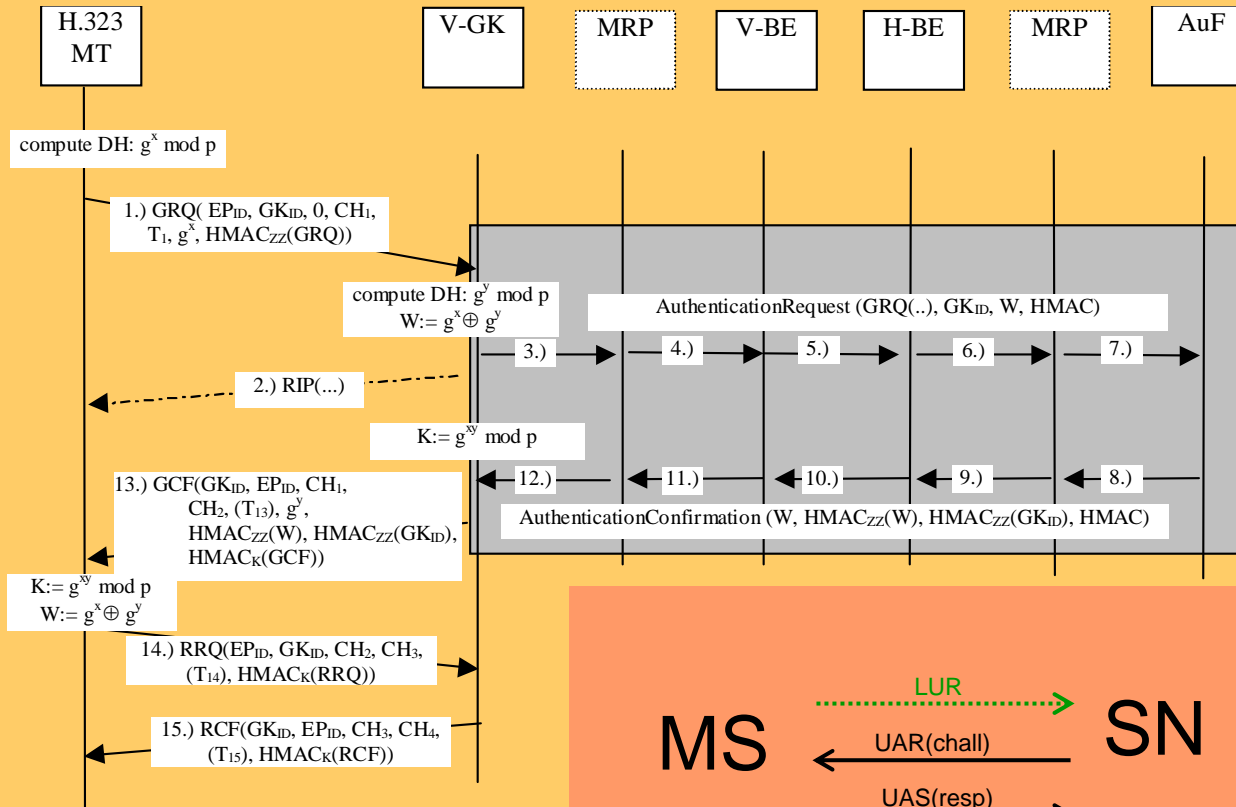 H.323
MT
V-GK
MRP
V-BE
H-BE
MRP
AuF
compute DH: g^x mod p
1.) GRQ( EP_ID, GK_ID, 0, CH_1,
T_1, g^x, HMAC_ZZ(GRQ))
compute DH: g^y mod p
W:= g^x ⊕ g^y
AuthenticationRequest (GRQ(..), GK_ID, W, HMAC)
3.)
4.)
5.)
6.)
7.)
2.) RIP(...)
K:= g^xy mod p
12.)
11.)
10.)
9.)
8.)
AuthenticationConfirmation (W, HMAC_ZZ(W), HMAC_ZZ(GK_ID), HMAC)
13.) GCF(GK_ID, EP_ID, CH_1,
CH_2, (T_13), g^y,
HMAC_ZZ(W), HMAC_ZZ(GK_ID),
HMAC_K(GCF))
K:= g^xy mod p
W:= g^x ⊕ g^y
14.) RRQ(EP_ID, GK_ID, CH_2, CH_3,
(T_14), HMAC_K(RRQ))
15.) RCF(GK_ID, EP_ID, CH_3, CH_4,
(T_15), HMAC_K(RCF))
LUR
MS
SN
UAR(chall)
UAS(resp)